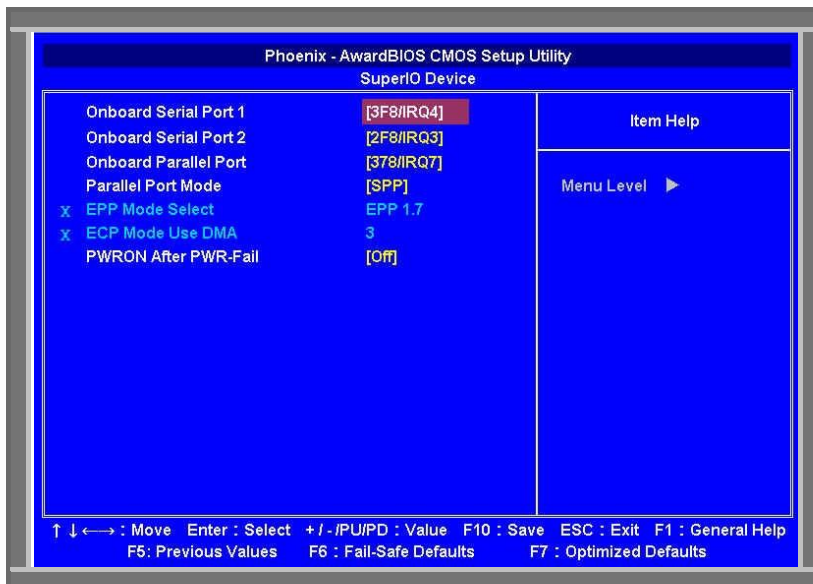 Phoenix - AwardBIOS CMOS Setup Utility
SuperIO Device
Onboard Serial Port 1 [3F8/IRQ4]
Onboard Serial Port 2 [2F8/IRQ3]
Onboard Parallel Port [378/IRQ7]
Parallel Port Mode [SPP]
x EPP Mode Select EPP 1.7
x ECP Mode Use DMA 3
PWRON After PWR-Fail [Off]
Item Help
Menu Level ▶
↑↓←→ : Move Enter : Select + / - /PU/PD : Value F10 : Save ESC : Exit F1 : General Help
F5: Previous Values F6 : Fail-Safe Defaults F7 : Optimized Defaults